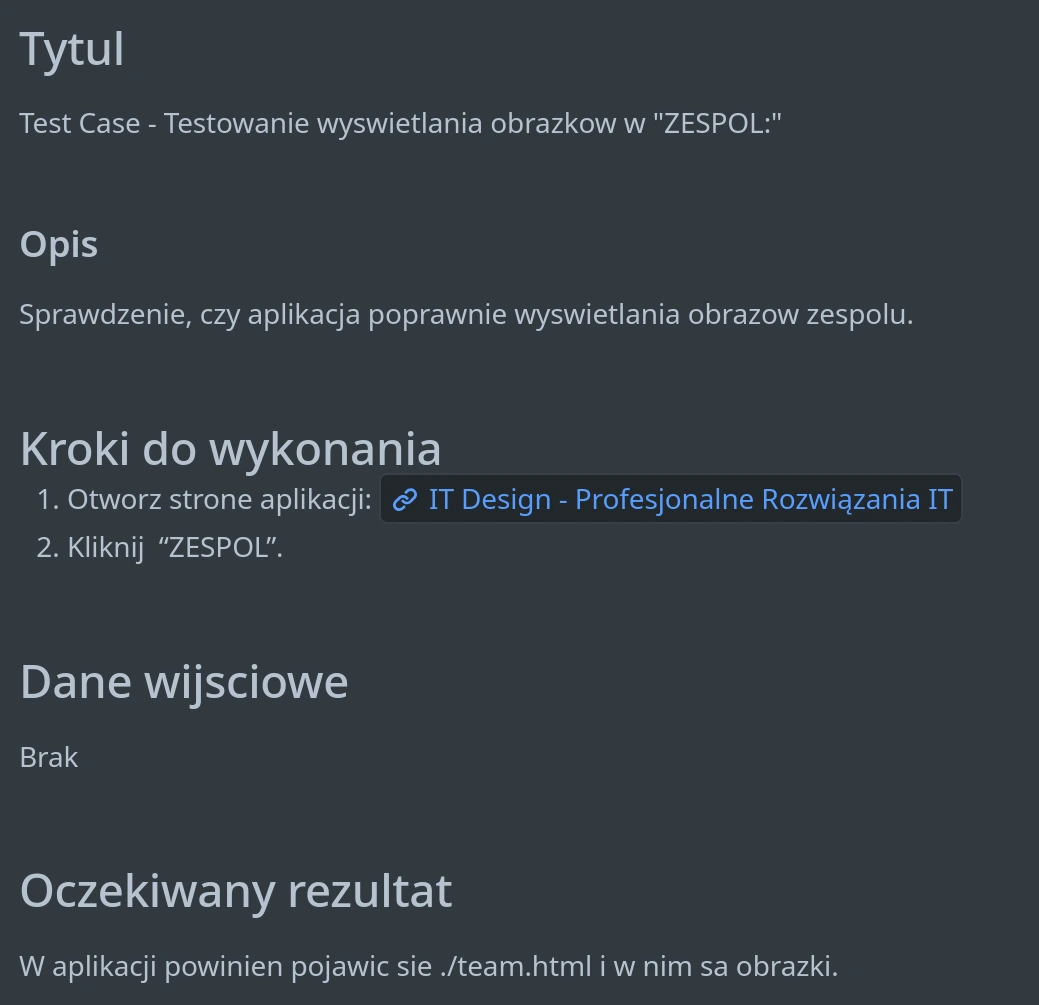 Tytul
Test Case - Testowanie wyswietlania obrazkow w "ZESPOL:"
Opis
Sprawdzenie, czy aplikacja poprawnie wyswietlania obrazow zespolu.
Kroki do wykonania
1. Otworz strone aplikacji: IT Design - Profesjonalne Rozwiązania IT
2. Kliknij “ZESPOL”.
Dane wijsciowe
Brak
Oczekiwany rezultat
W aplikacji powinien pojawic sie ./team.html i w nim sa obrazki.